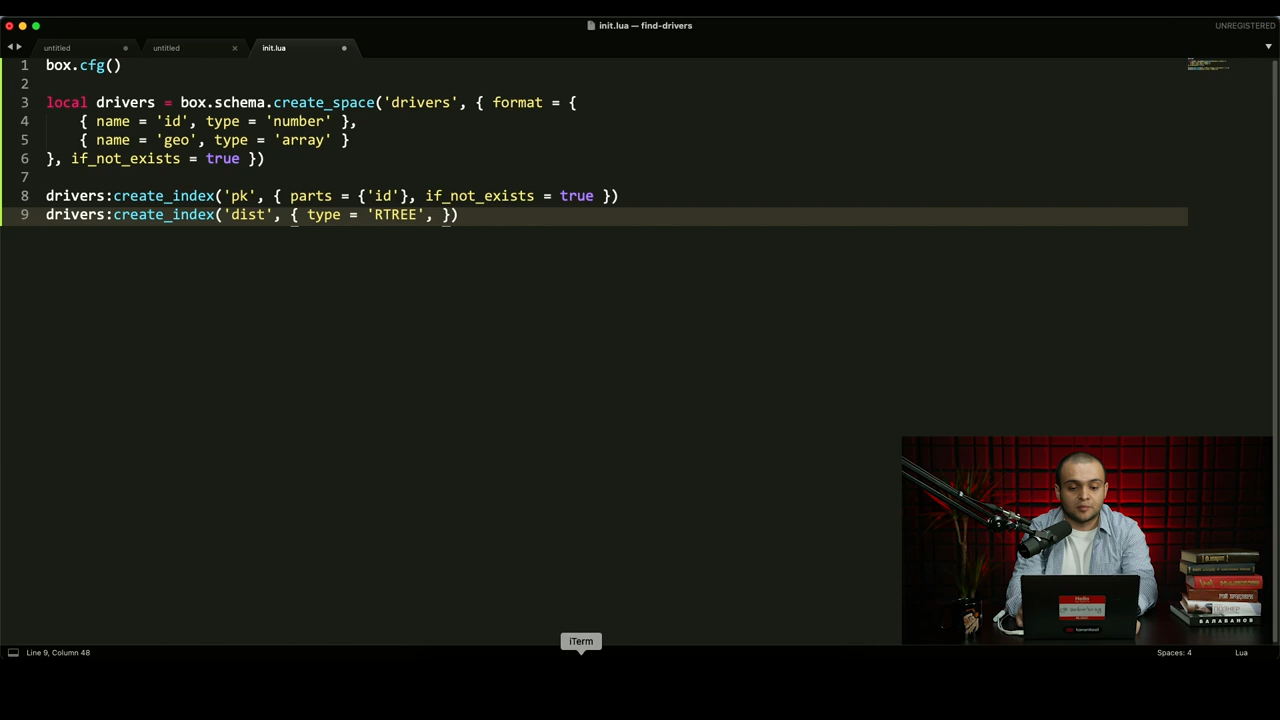 init.lua — find-drivers
UNREGISTERED
untitled
untitled
init.lua
1 box.cfg()
2
3 local drivers = box.schema.create_space('drivers', { format = {
4 { name = 'id', type = 'number' },
5 { name = 'geo', type = 'array' }
6 }, if_not_exists = true })
7
8 drivers:create_index('pk', { parts = {'id'}, if_not_exists = true })
9 drivers:create_index('dist', { type = 'RTREE', })
Hello
БАЛАБАНОВ
iTerm
Line 9, Column 48
Spaces: 4
Lua